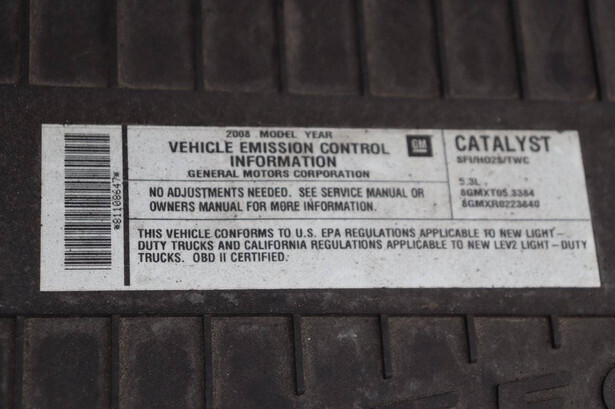 *81108647*
2008 MODEL YEAR
VEHICLE EMISSION CONTROL
INFORMATION
GENERAL MOTORS CORPORATION
GM
CATALYST
SFI/HO2S/TWC
5.3L
8GMXT05.3384
8GMXR0223640
NO ADJUSTMENTS NEEDED. SEE SERVICE MANUAL OR
OWNERS MANUAL FOR MORE INFORMATION.
THIS VEHICLE CONFORMS TO U.S. EPA REGULATIONS APPLICABLE TO NEW LIGHT-
DUTY TRUCKS AND CALIFORNIA REGULATIONS APPLICABLE TO NEW LEV2 LIGHT-DUTY
TRUCKS. OBD II CERTIFIED.